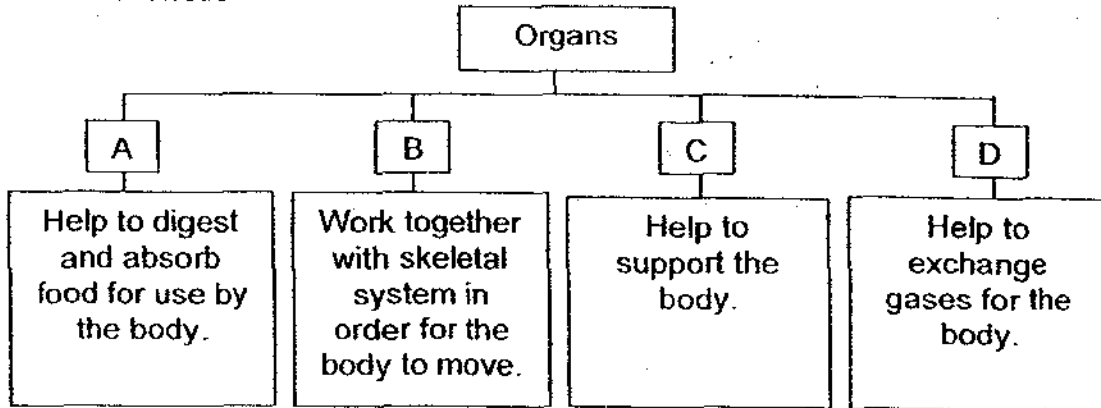 Organs
A
B
C
D
Help to digest
and absorb
food for use by
the body.
Work together
with skeletal
system in
order for the
body to move.
Help to
support the
body.
Help to
exchange
gases for the
body.